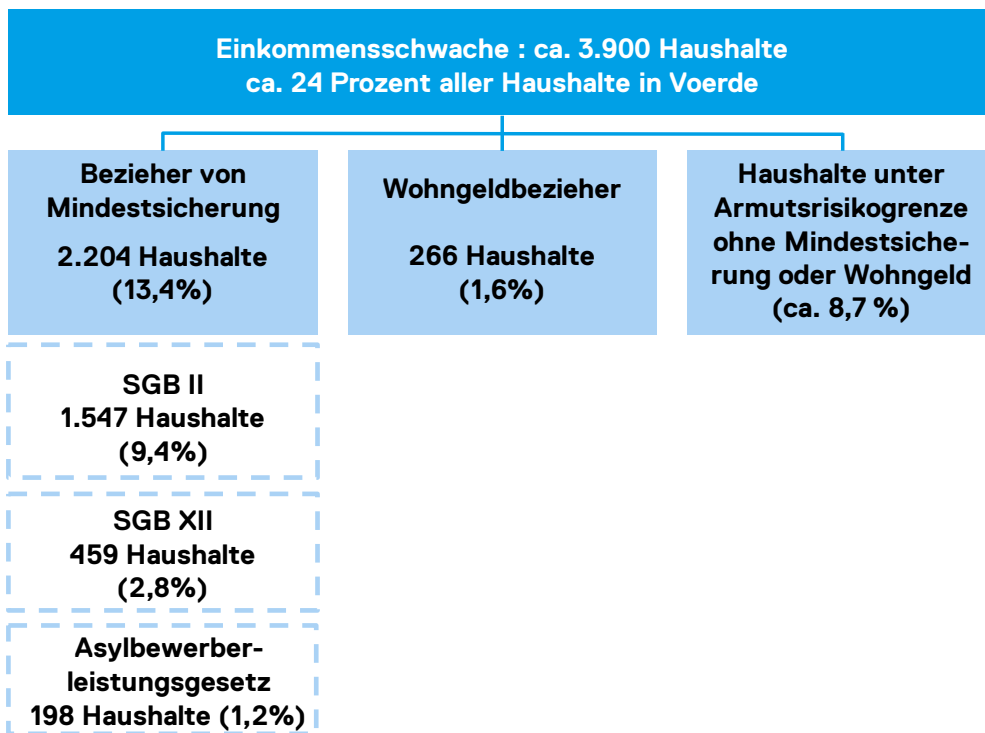 Einkommensschwache : ca. 3.900 Haushalte
ca. 24 Prozent aller Haushalte in Voerde
Bezieher von
Mindestsicherung
2.204 Haushalte
(13,4%)
Wohngeldbezieher
266 Haushalte
(1,6%)
Haushalte unter
Armutsrisikogrenze
ohne Mindestsiche-
rung oder Wohngeld
(ca. 8,7 %)
SGB II
1.547 Haushalte
(9,4%)
SGB XII
459 Haushalte
(2,8%)
Asylbewerber-
leistungsgesetz
198 Haushalte (1,2%)